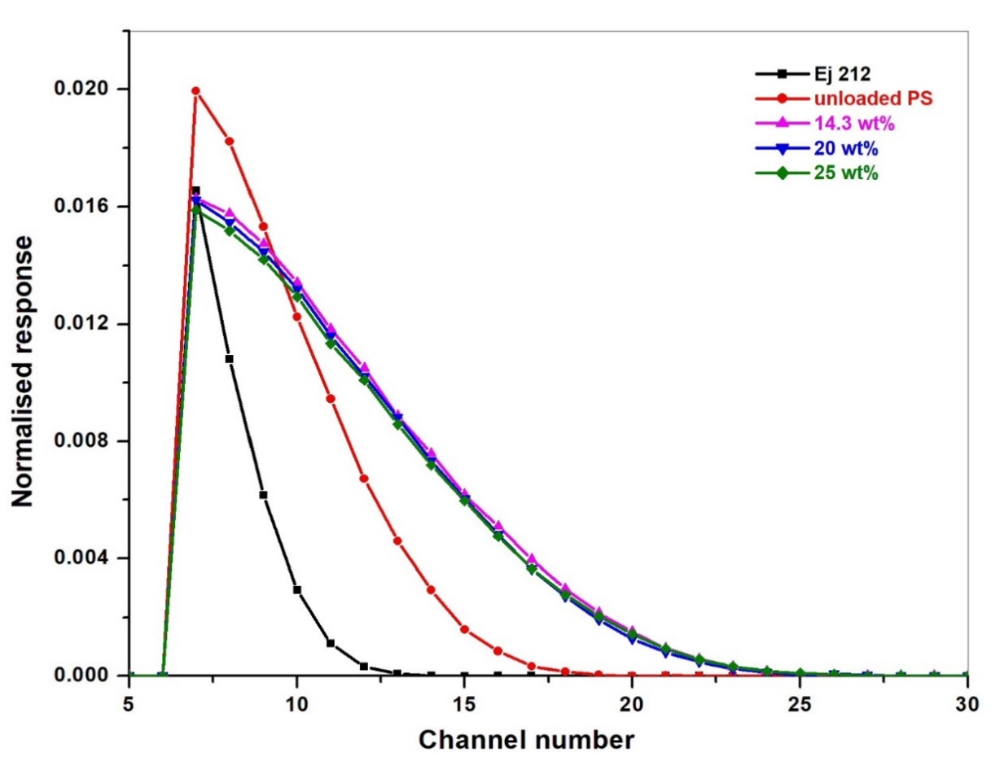 Ej 212
unloaded PS
14.3 wt%
20 wt%
25 wt%
Normalised response
0.020
0.016
0.012
0.008
0.004
0.000
5 10 15 20 25 30
Channel number